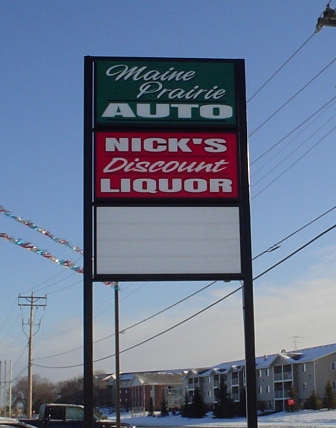 Maine
Prairie
AUTO
NICK'S
Discount
LIQUOR